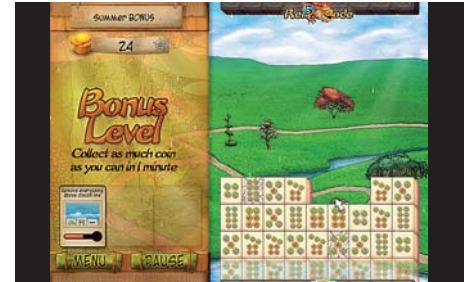 Summer BONUS
24
Bonus
Level
Collect as much coin
as you can in 1 minute
MENU
PAUSE